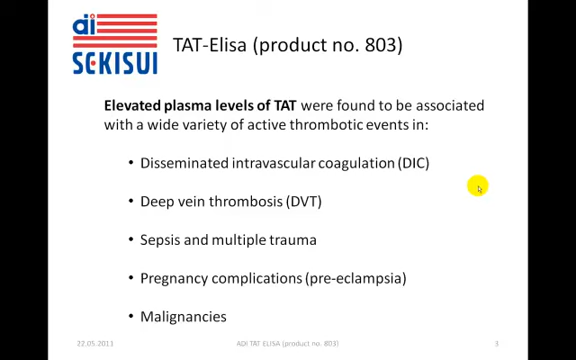 di
SEKISUI
TAT-Elisa (product no. 803)
Elevated plasma levels of TAT were found to be associated
with a wide variety of active thrombotic events in:
• Disseminated intravascular coagulation (DIC)
• Deep vein thrombosis (DVT)
• Sepsis and multiple trauma
• Pregnancy complications (pre-eclampsia)
• Malignancies
22.05.2011
ADI TAT ELISA (product no. 803)
3